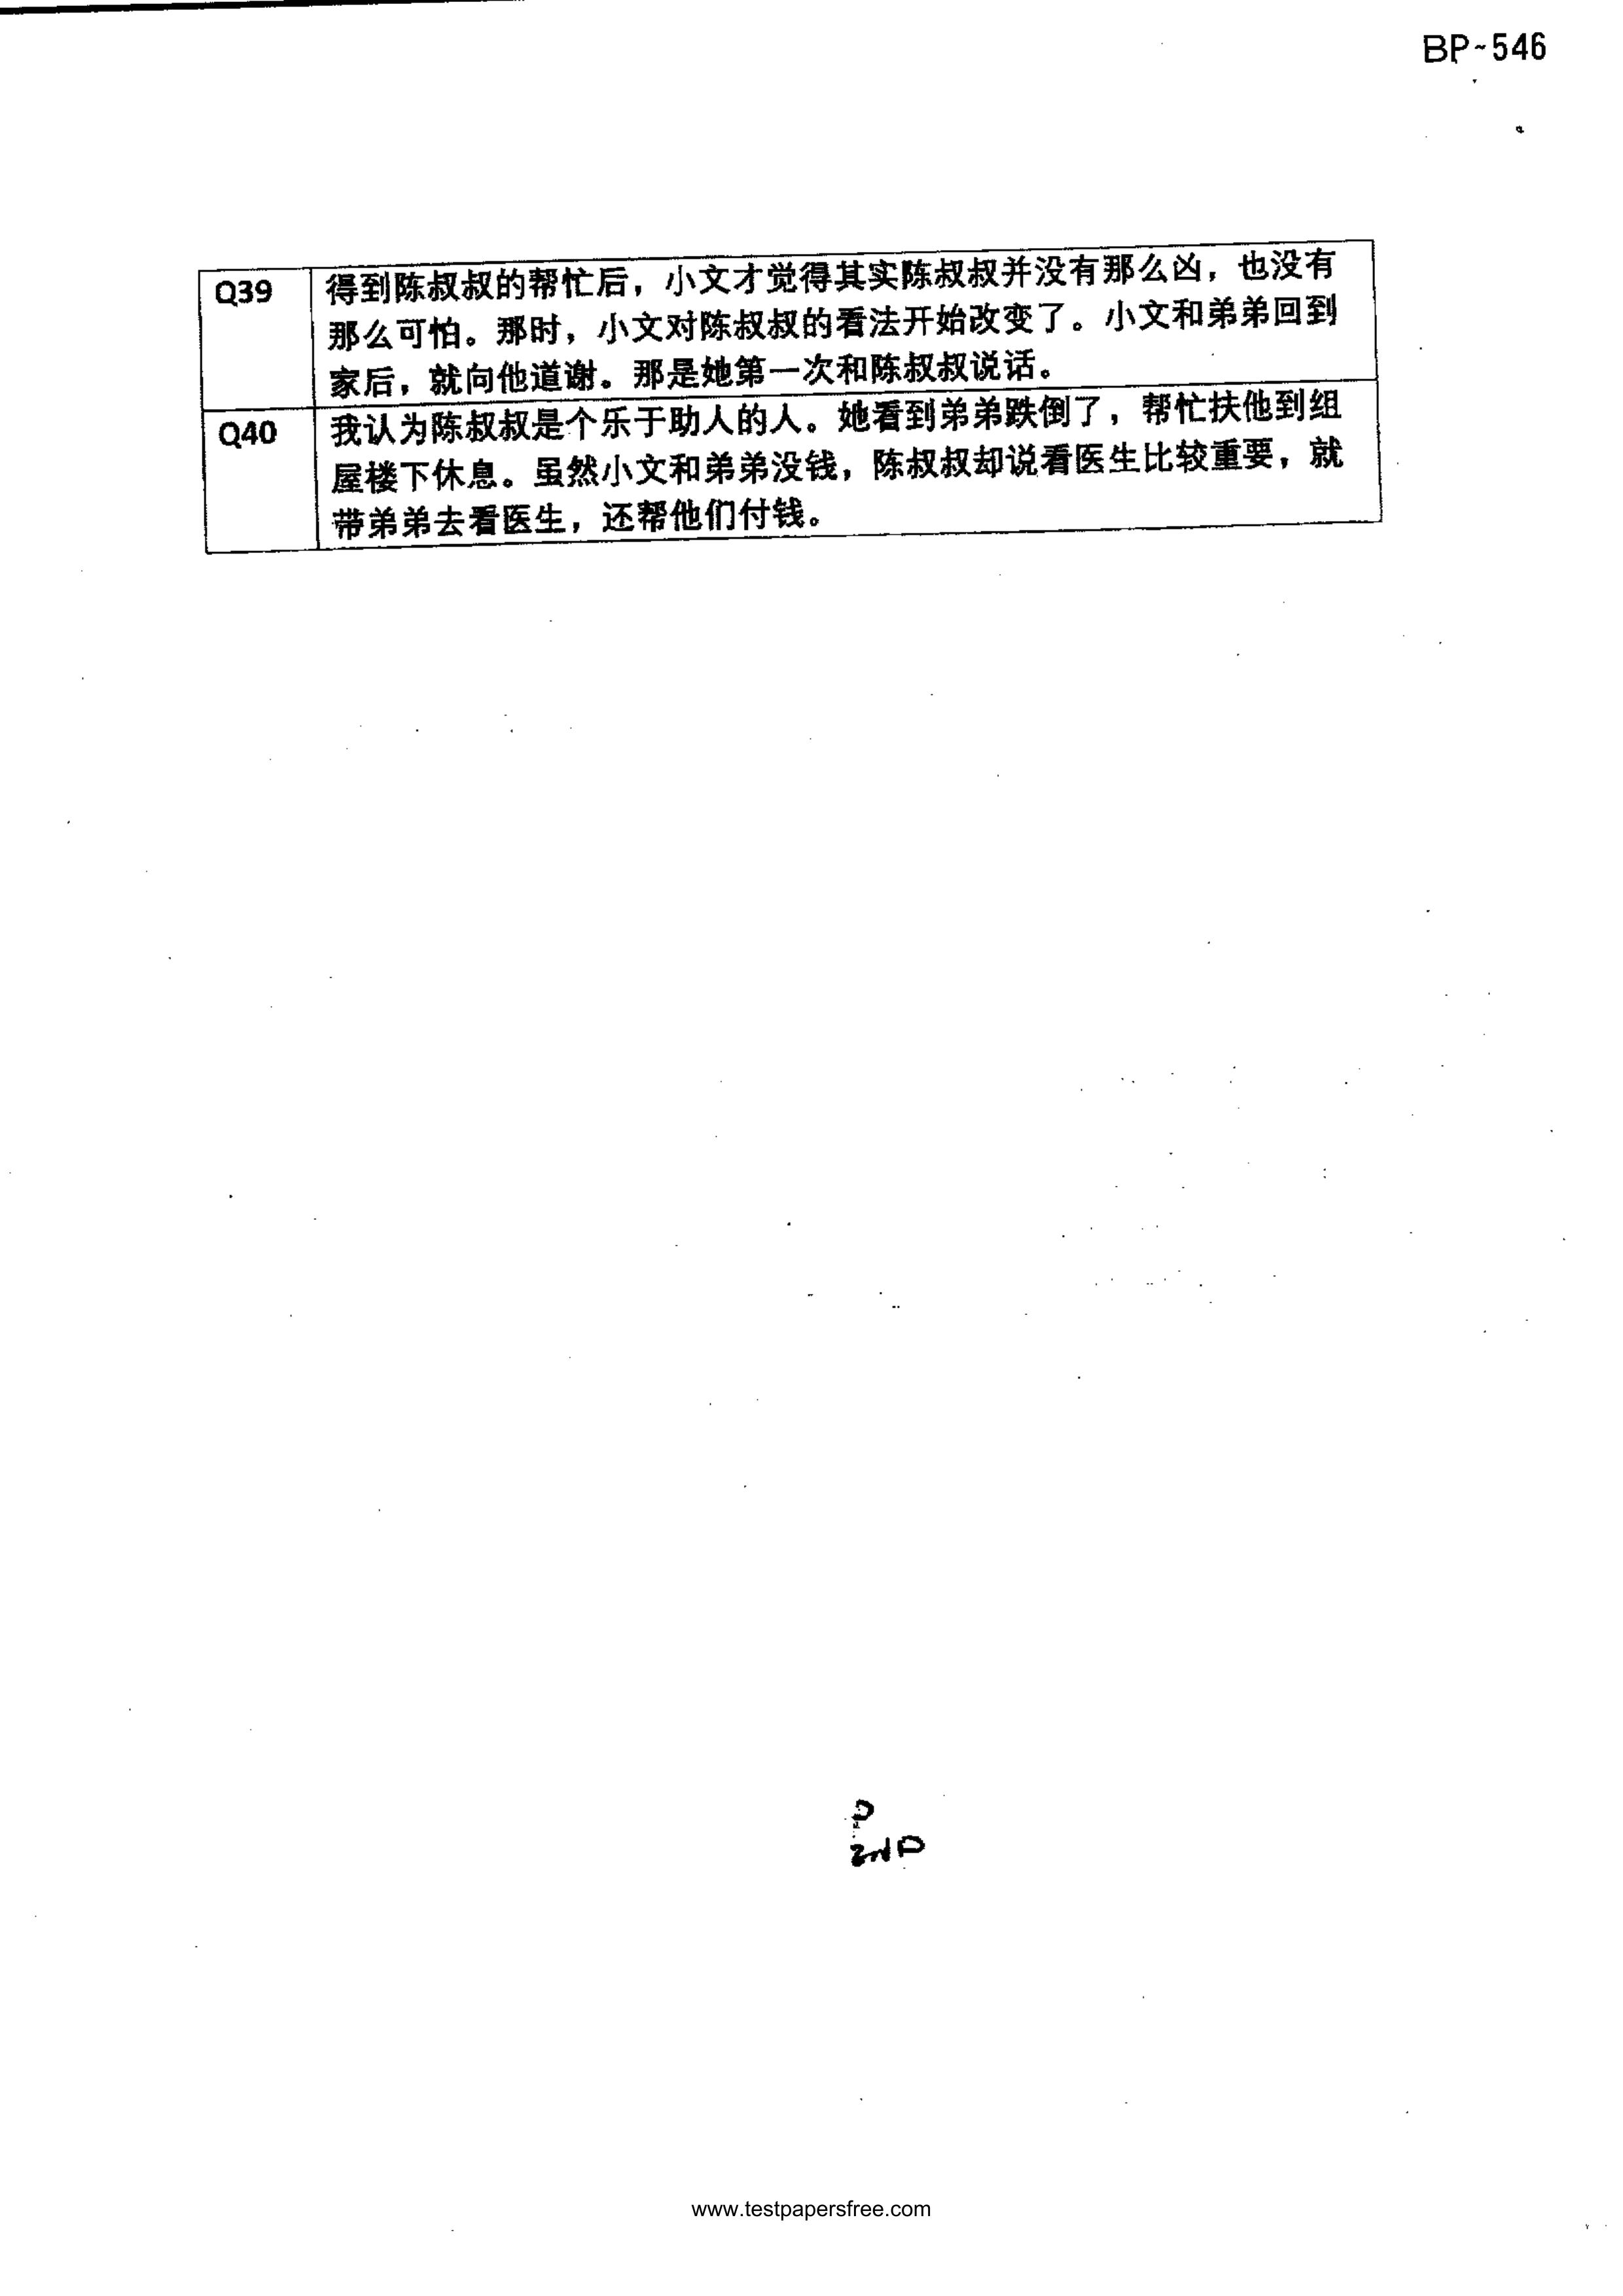 BP~546
Q39 得到陈叔叔的帮忙后，小文才觉得其实陈叔叔并没有那么凶，也没有
那么可怕。那时，小文对陈叔叔的看法开始改变了。小文和弟弟回到
家后，就向他道谢。那是她第一次和陈叔叔说话。
Q40 我认为陈叔叔是个乐于助人的人。她看到弟弟跌倒了，帮忙扶他到组
屋楼下休息。虽然小文和弟弟没钱，陈叔叔却说看医生比较重要，就
带弟弟去看医生，还帮他们付钱。
www.testpapersfree.com